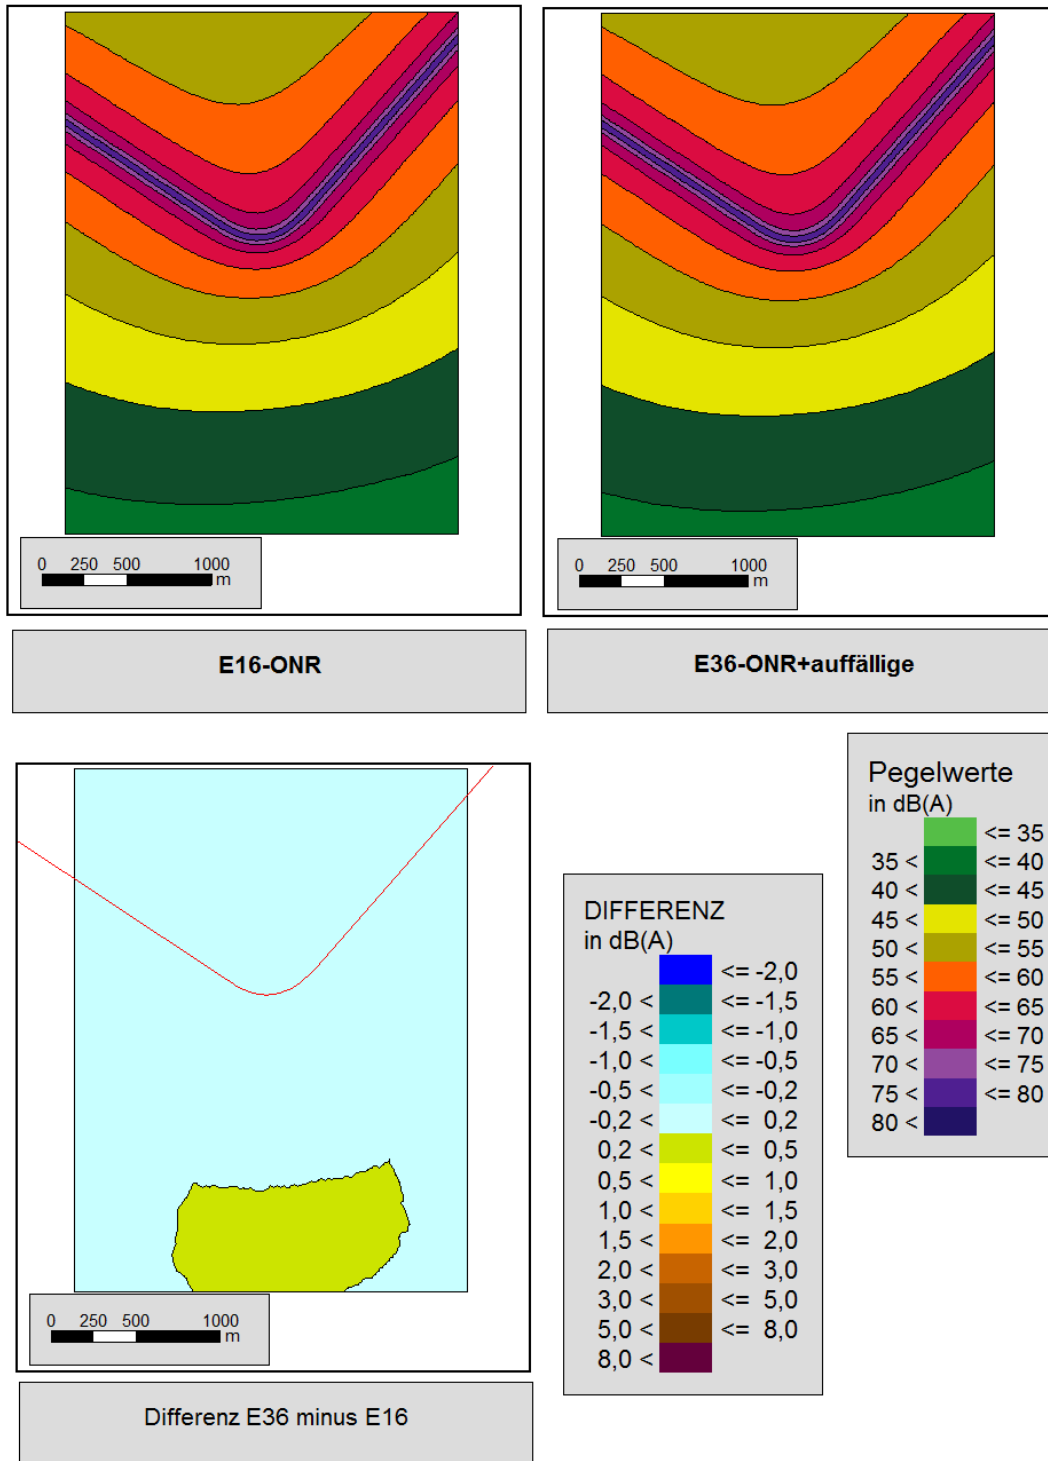 0 250 500 1000
m
E16-ONR
0 250 500 1000
m
E36-ONR+auffällige
0 250 500 1000
m
Differenz E36 minus E16
DIFFERENZ
in dB(A)
<= -2,0
-2,0 < <= -1,5
-1,5 < <= -1,0
-1,0 < <= -0,5
-0,5 < <= -0,2
-0,2 < <= 0,2
0,2 < <= 0,5
0,5 < <= 1,0
1,0 < <= 1,5
1,5 < <= 2,0
2,0 < <= 3,0
3,0 < <= 5,0
5,0 < <= 8,0
8,0 <
Pegelwerte
in dB(A)
<= 35
35 < <= 40
40 < <= 45
45 < <= 50
50 < <= 55
55 < <= 60
60 < <= 65
65 < <= 70
70 < <= 75
75 < <= 80
80 <